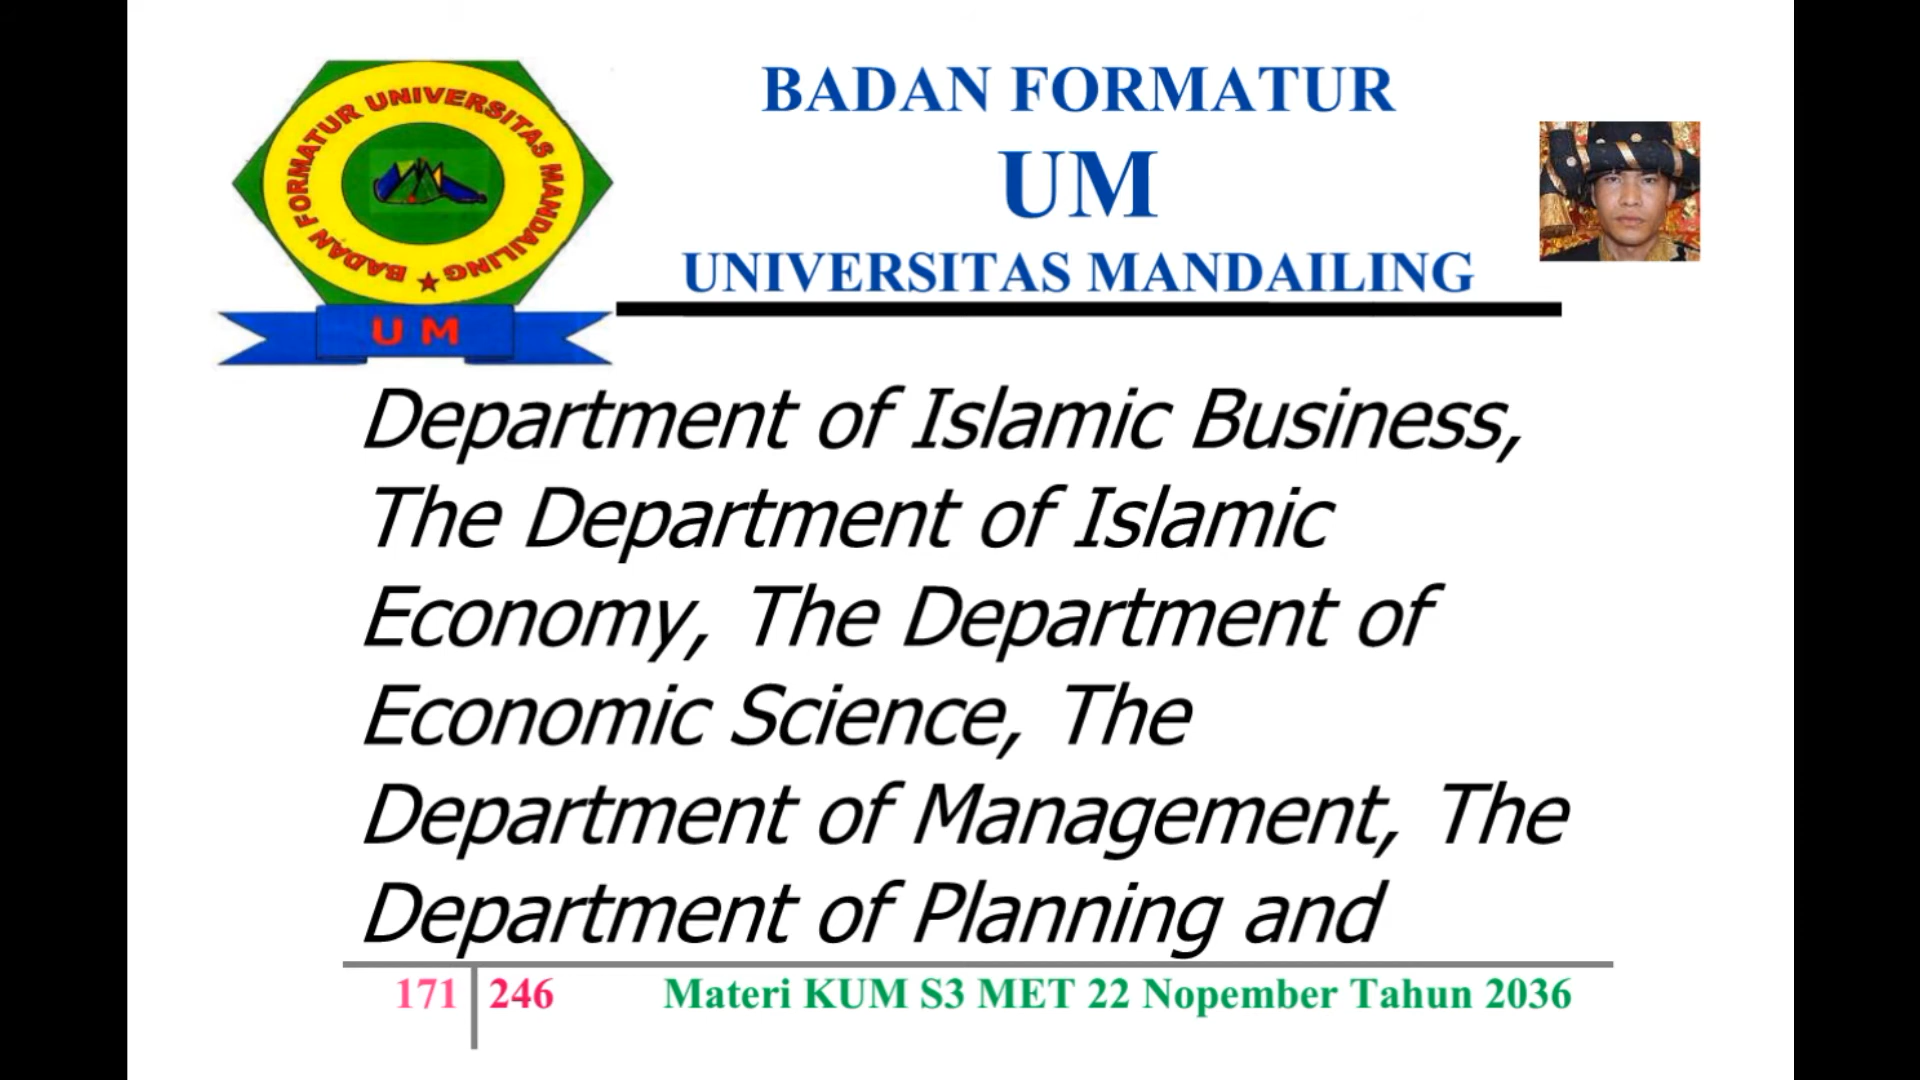 BADAN FORMATUR UNIVERSITAS MANDAILING
U M
BADAN FORMATUR
UM
UNIVERSITAS MANDAILING
Department of Islamic Business,
The Department of Islamic
Economy, The Department of
Economic Science, The
Department of Management, The
Department of Planning and
171 246 Materi KUM S3 MET 22 Nopember Tahun 2036